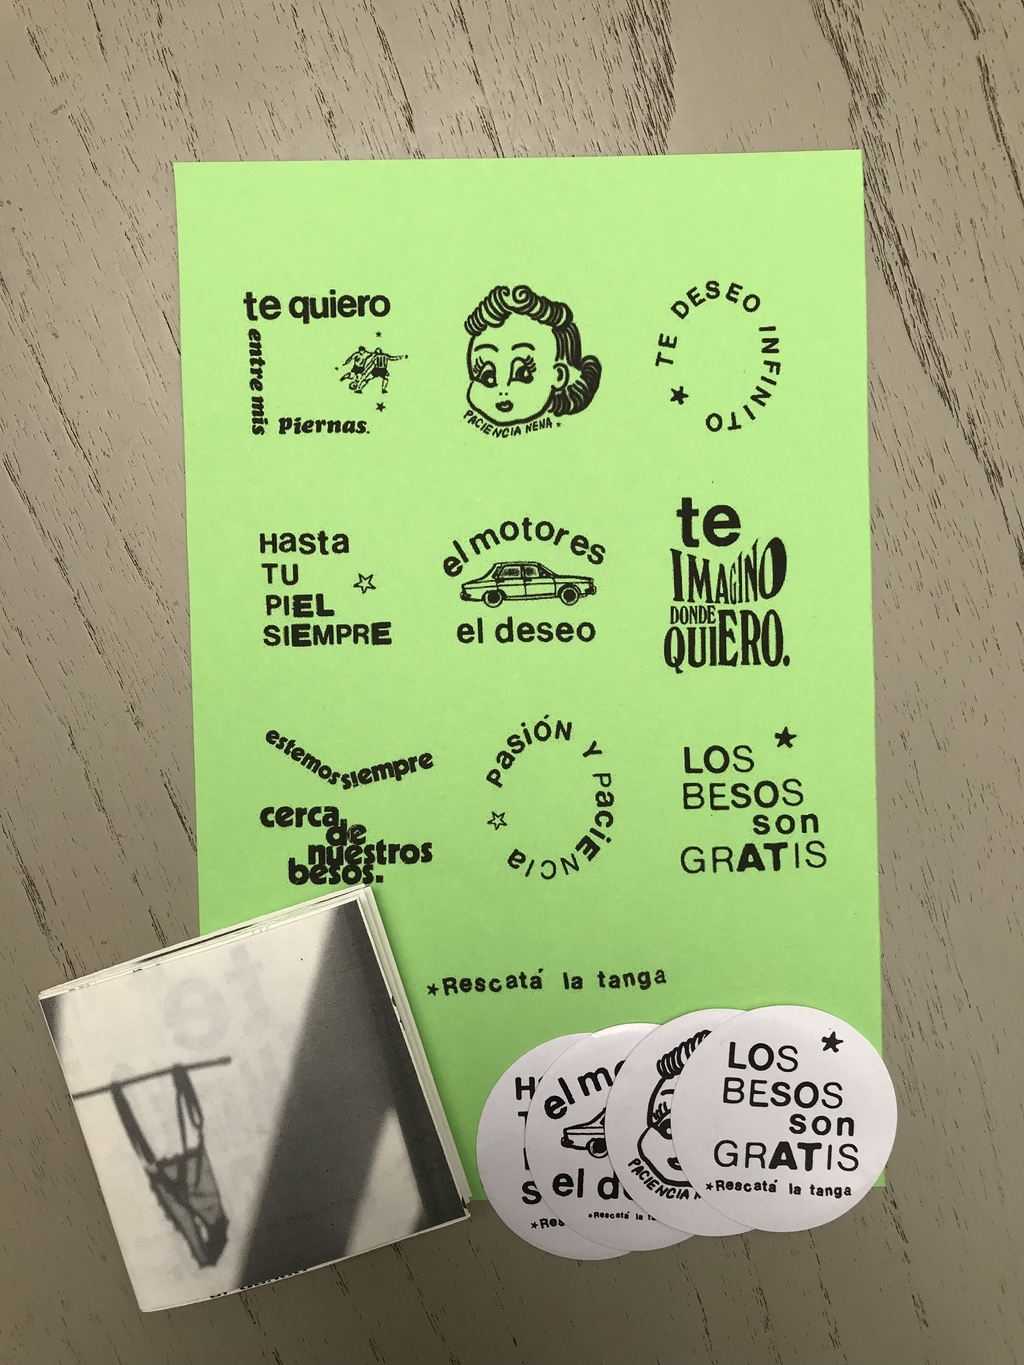 te quiero
entre mis
Piernas.
PACIENCIA NENA
TE DESEO INFINITO
Hasta
TU
PIEL
SIEMPRE
el motor es
el deseo
te
IMAGINO
DONDE
QUIERO.
estemos siempre
cerca
de
nuestros
besos.
Pasión y Paciencia
LOS
BESOS
son
GRATIS
*Rescatá la tanga
el
el
PACIENCIA
LOS
BESOS
son
GRATIS
*Rescatá la tanga